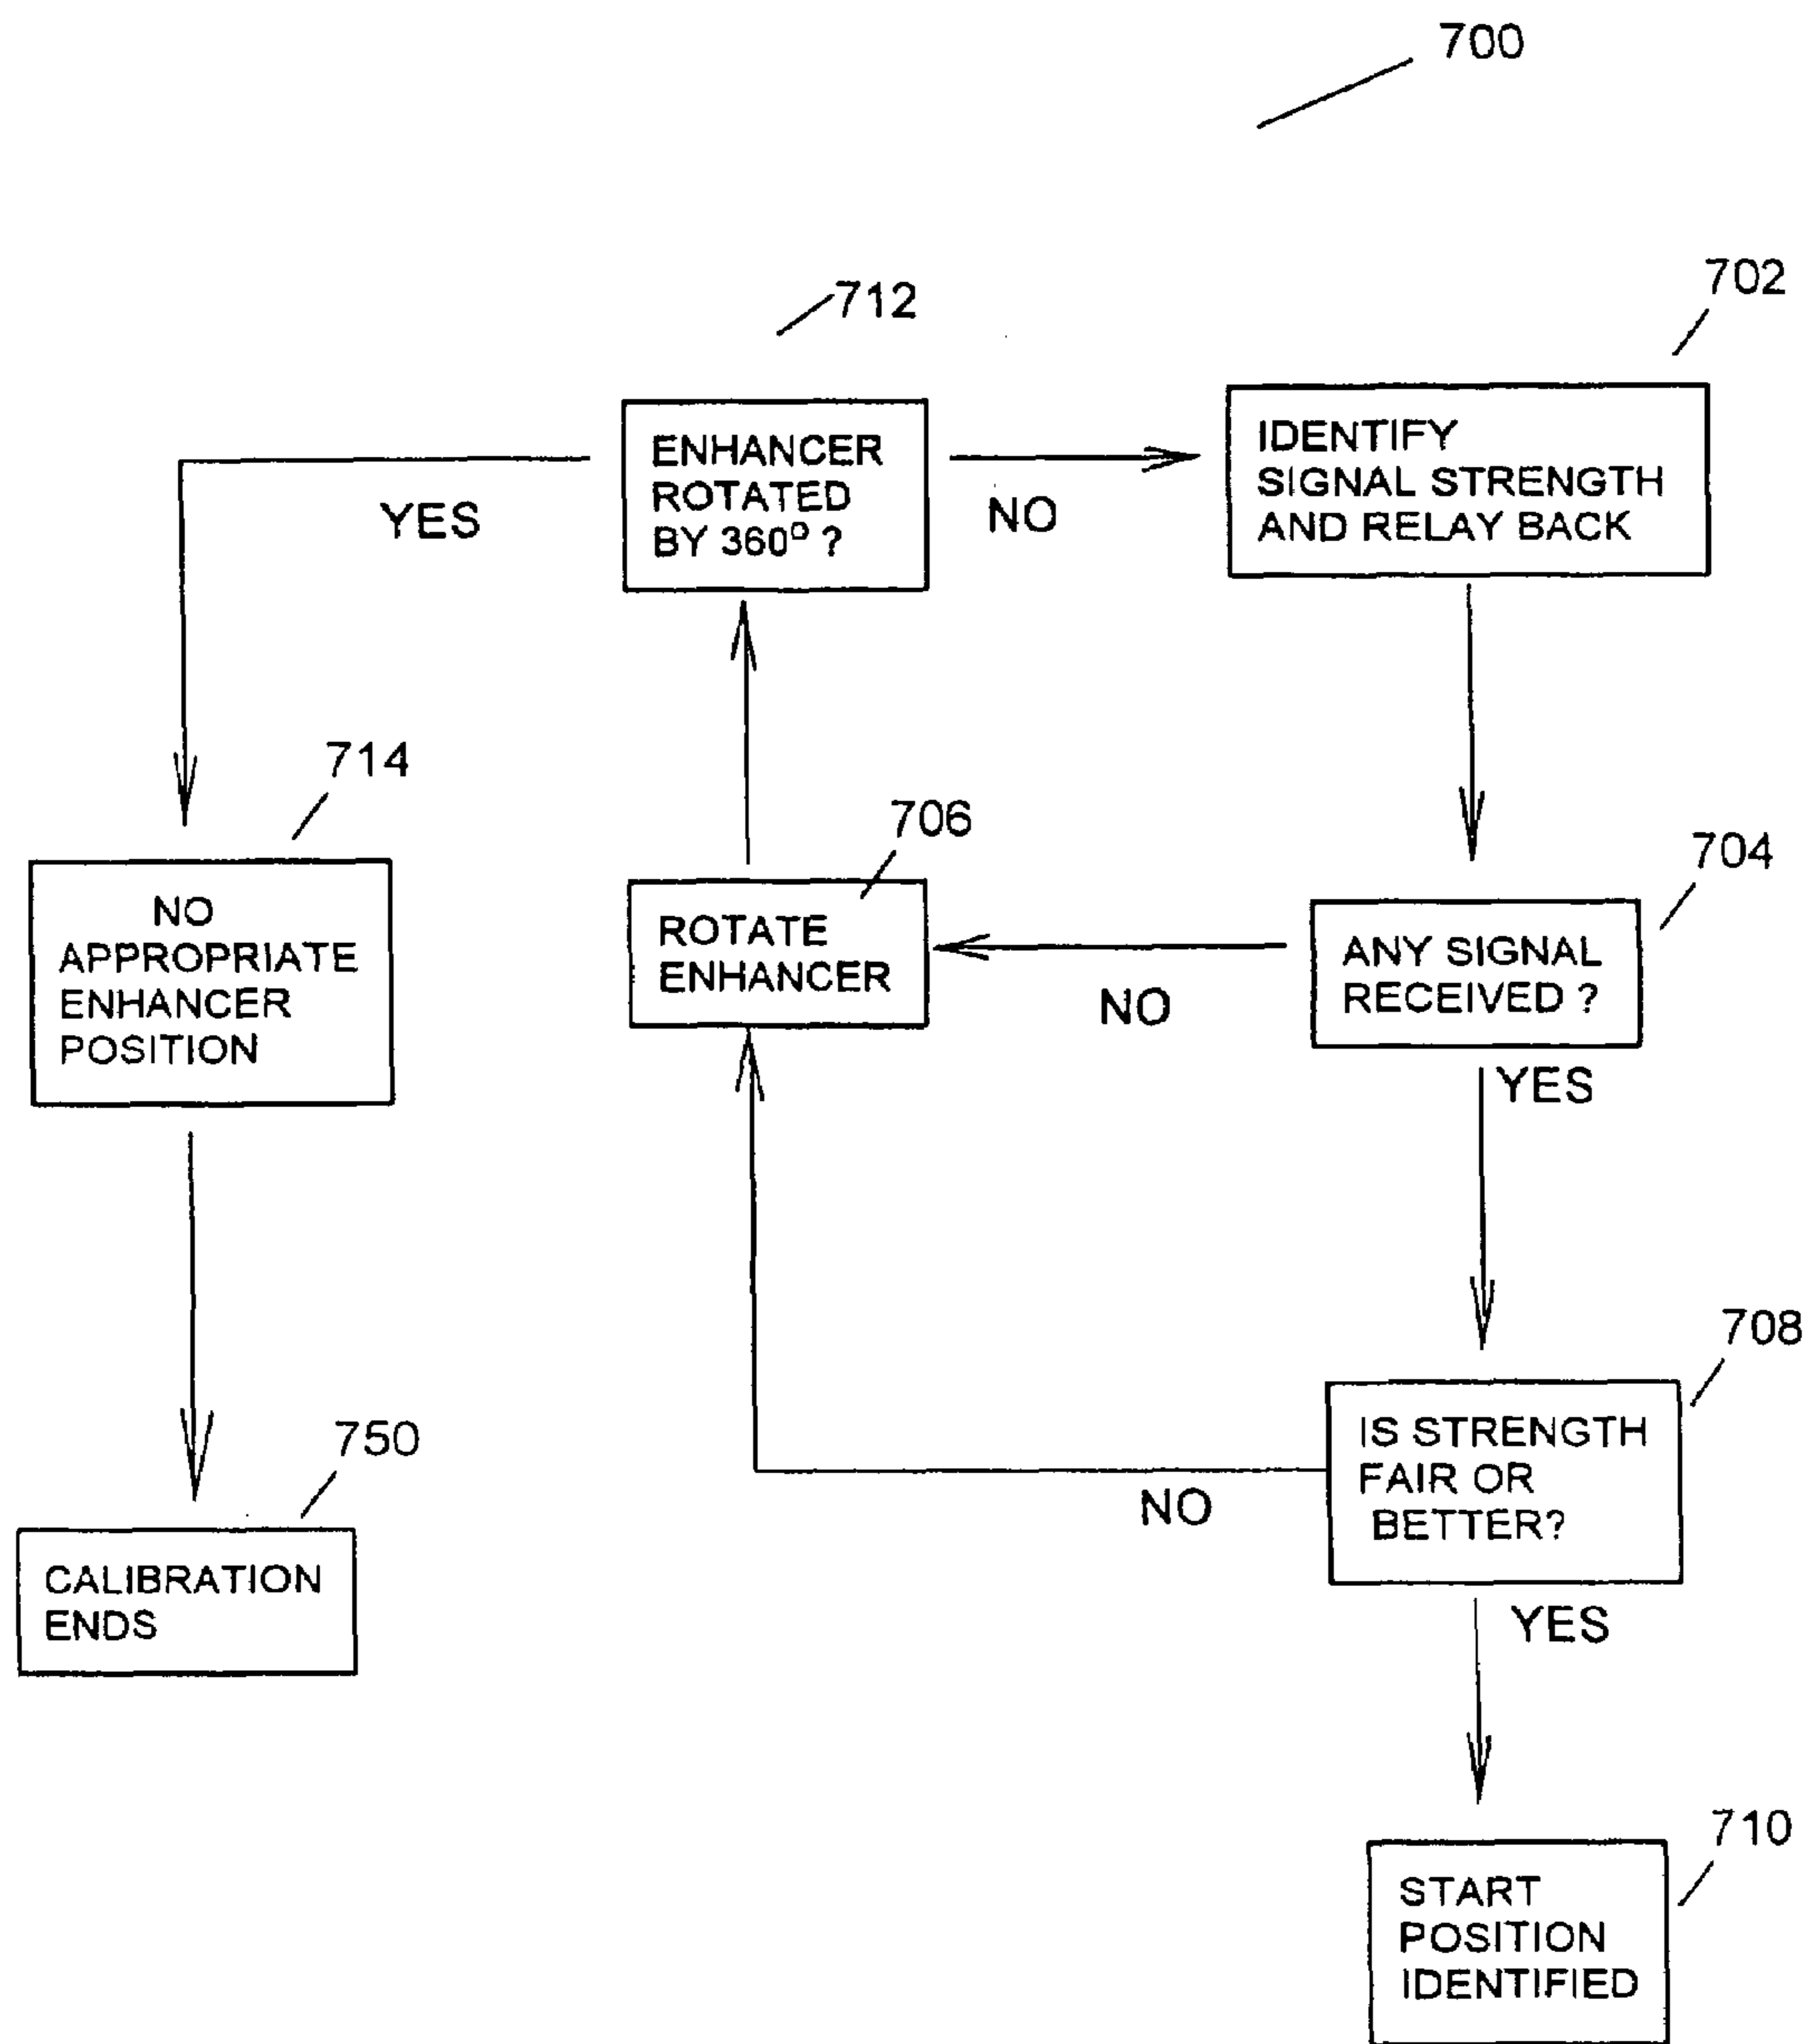 700
702
712
ENHANCER
ROTATED
BY 360° ?
IDENTIFY
SIGNAL STRENGTH
AND RELAY BACK
YES
NO
714
706
704
NO
APPROPRIATE
ENHANCER
POSITION
ROTATE
ENHANCER
ANY SIGNAL
RECEIVED ?
NO
YES
708
750
IS STRENGTH
FAIR OR
BETTER?
NO
CALIBRATION
ENDS
YES
710
START
POSITION
IDENTIFIED